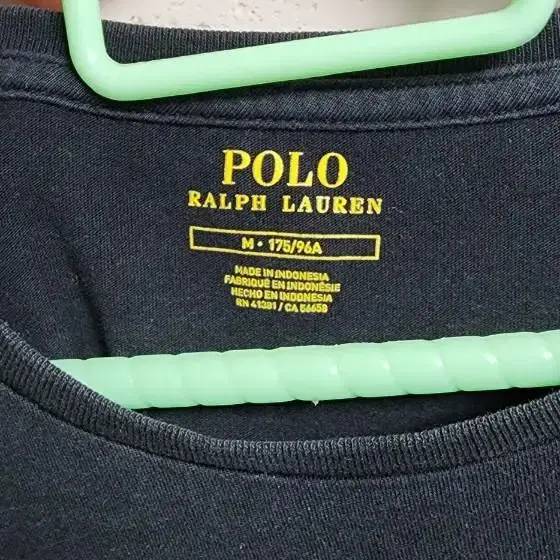 POLO
RALPH LAUREN
M • 175/96A
MADE IN INDONESIA
FABRIQUÉ EN INDONÉSIE
HECHO EN INDONESIA
RN 41381 / CA 56658